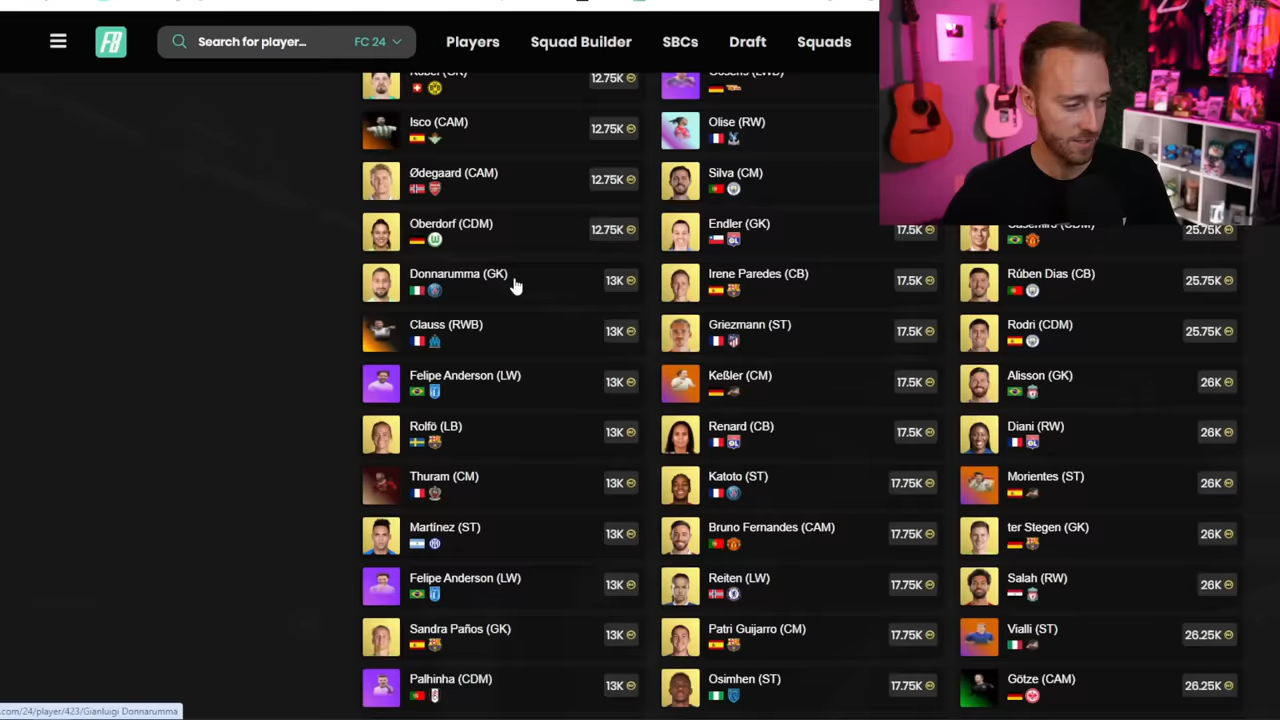 FB
Search for player...
FC 24
Players
Squad Builder
SBCs
Draft
Squads
12.75K
Isco (CAM)
12.75K
Ødegaard (CAM)
12.75K
Oberdorf (CDM)
12.75K
Donnarumma (GK)
13K
Clauss (RWB)
13K
Felipe Anderson (LW)
13K
Rolfö (LB)
13K
Thuram (CM)
13K
Martínez (ST)
13K
Felipe Anderson (LW)
13K
Sandra Paños (GK)
13K
Palhinha (CDM)
13K
Olise (RW)
Silva (CM)
Endler (GK)
17.5K
Irene Paredes (CB)
17.5K
Griezmann (ST)
17.5K
Keßler (CM)
17.5K
Renard (CB)
17.5K
Katoto (ST)
17.75K
Bruno Fernandes (CAM)
17.75K
Reiten (LW)
17.75K
Patri Guijarro (CM)
17.75K
Osimhen (ST)
17.75K
Casemiro (CDM)
25.75K
Rúben Dias (CB)
25.75K
Rodri (CDM)
25.75K
Alisson (GK)
26K
Diani (RW)
26K
Morientes (ST)
26K
ter Stegen (GK)
26K
Salah (RW)
26K
Vialli (ST)
26.25K
Götze (CAM)
26.25K
.com/24/player/423/Gianluigi Donnarumma